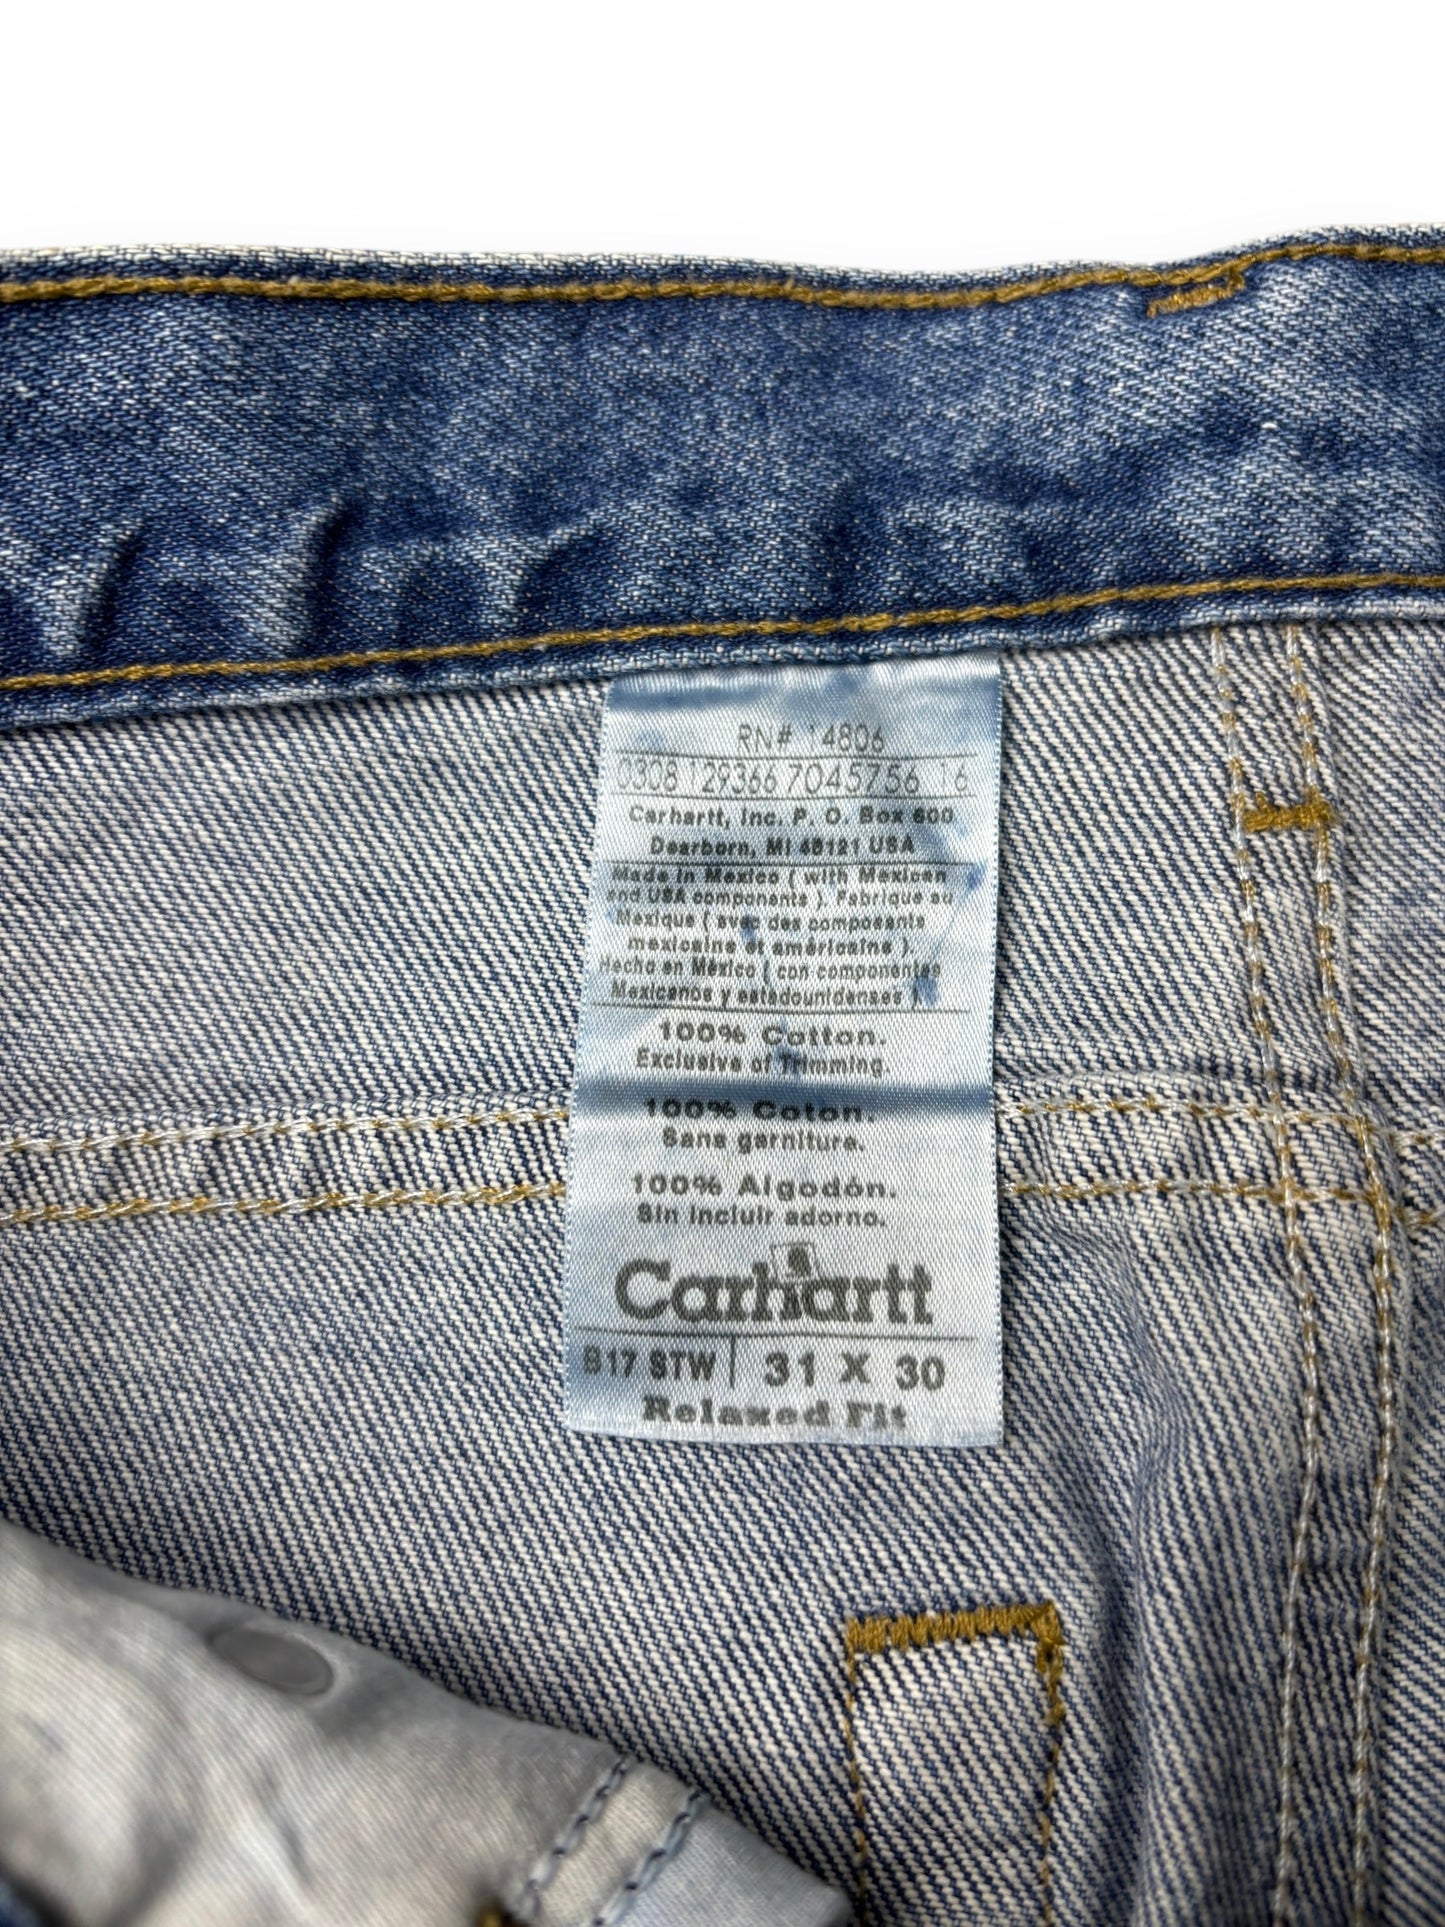 RN# 14806
0308 129366 7045756 16
Carhartt, Inc. P. O. Box 600
Dearborn, MI 48121 USA
Made in Mexico ( with Mexican
and USA components ). Fabrique au
Mexique ( avec des composants
mexicains et américains ).
Hecho en México ( con componentes
Mexicanos y estadounidenses ).
100% Cotton.
Exclusive of Trimming.
100% Coton.
Sans garniture.
100% Algodón.
Sin incluir adorno.
Carhartt
B17 STW 31 X 30
Relaxed Fit